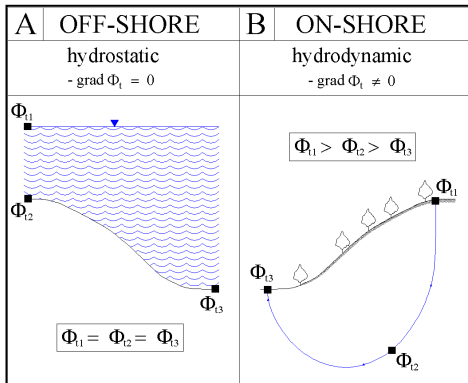 A OFF-SHORE
hydrostatic
- grad Φt = 0
Φt1
Φt2
Φt3
Φt1 = Φt2 = Φt3
B ON-SHORE
hydrodynamic
- grad Φt ≠ 0
Φt1 > Φt2 > Φt3
Φt1
Φt3
Φt2